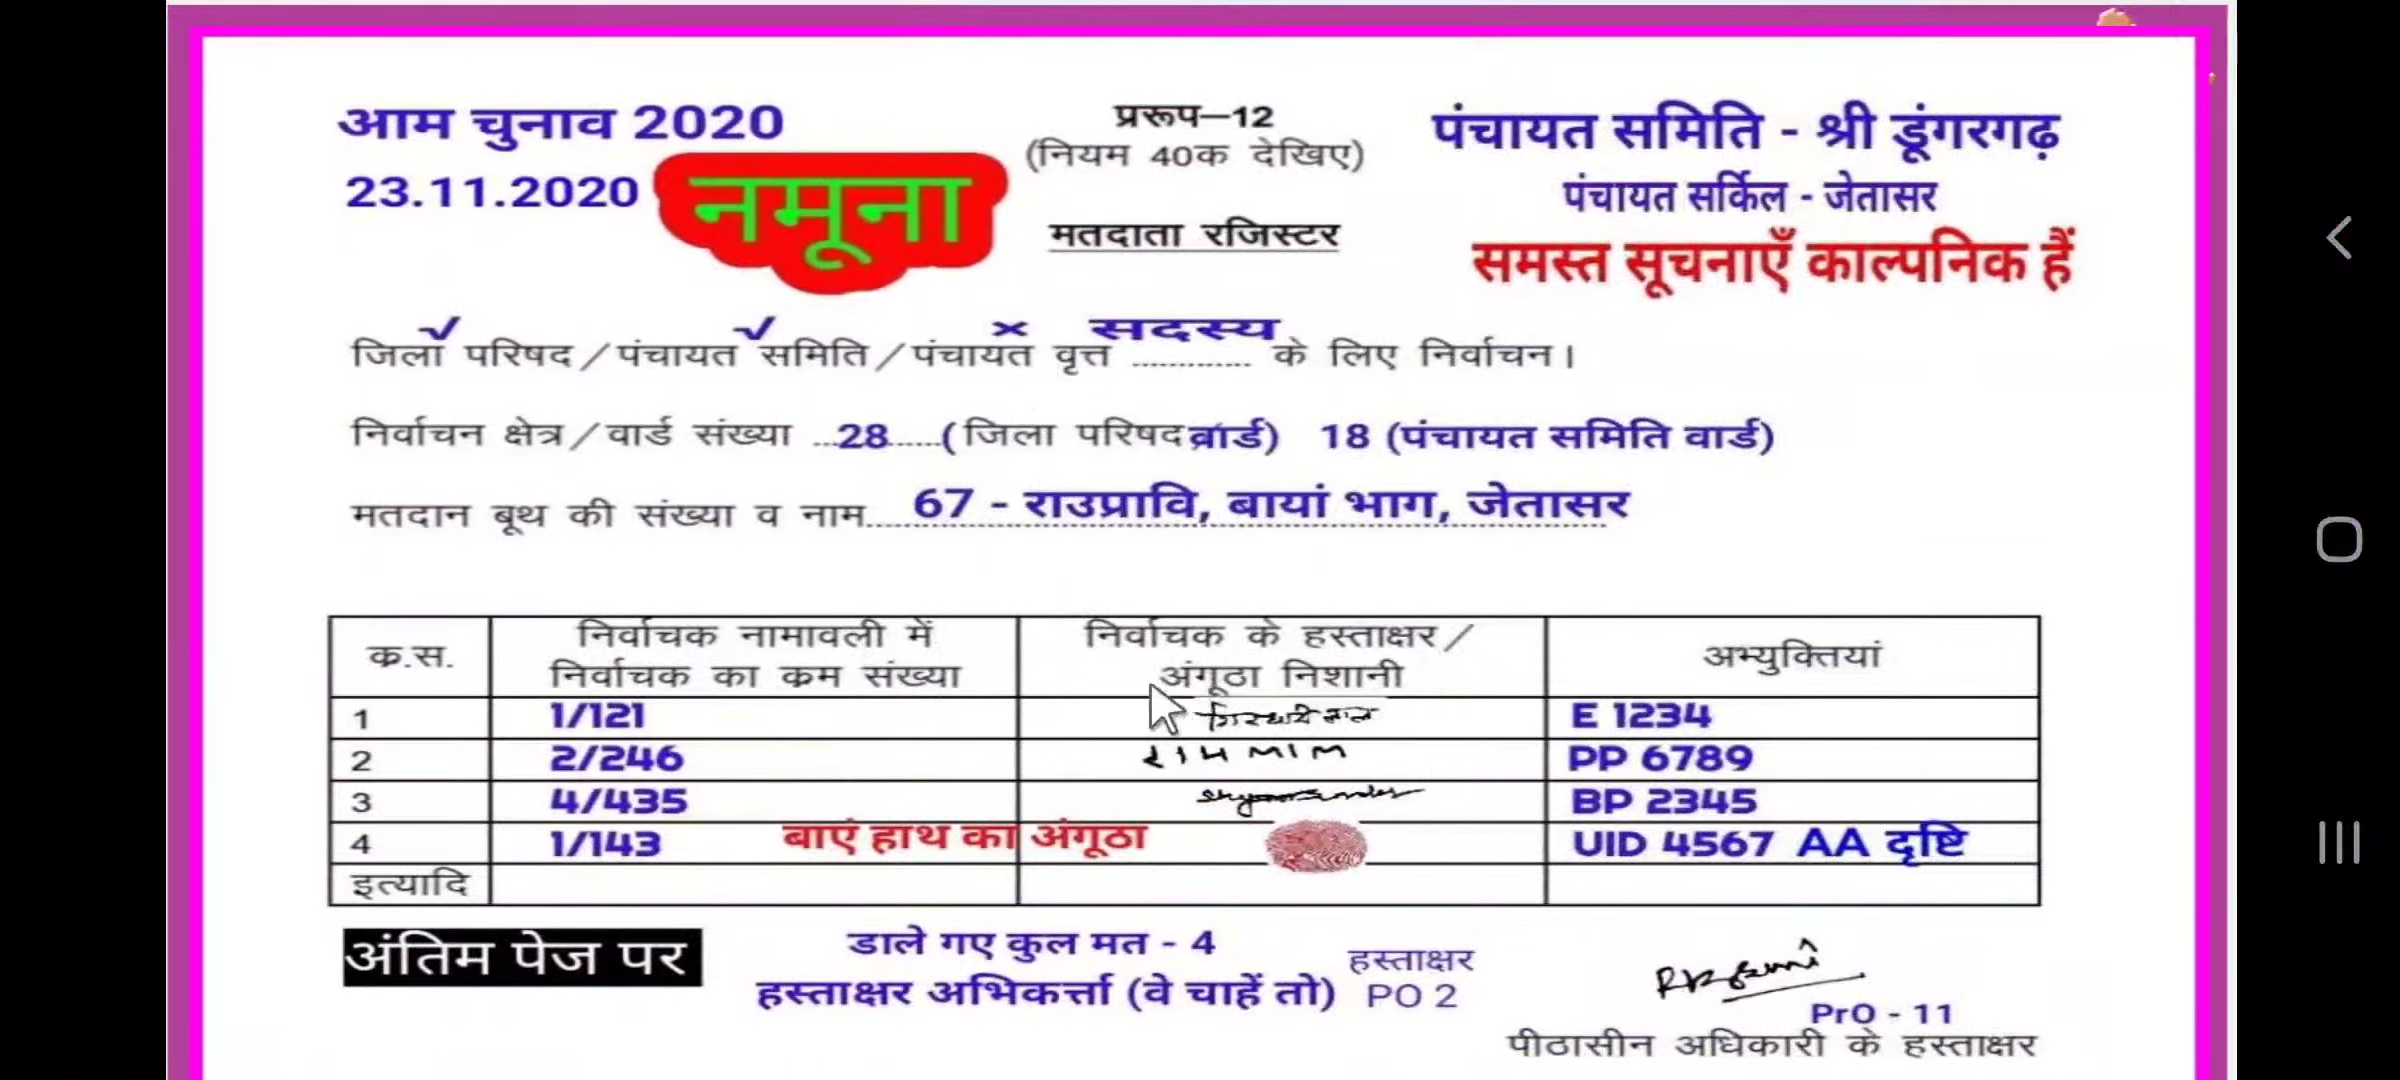 आम चुनाव 2020
23.11.2020
नमूना
प्ररूप–12
(नियम 40क देखिए)
मतदाता रजिस्टर
पंचायत समिति - श्री डूंगरगढ़
पंचायत सर्किल - जेतासर
समस्त सूचनाएँ काल्पनिक हैं
✓ ✓ × सदस्य
जिला परिषद/पंचायत समिति/पंचायत वृत्त ............. के लिए निर्वाचन।
निर्वाचन क्षेत्र/वार्ड संख्या ...28......(जिला परिषद वार्ड) 18 (पंचायत समिति वार्ड)
मतदान बूथ की संख्या व नाम....67 - राउप्रावि, बायां भाग, जेतासर
क्र.स. निर्वाचक नामावली में निर्वाचक का क्रम संख्या निर्वाचक के हस्ताक्षर/अंगूठा निशानी अभ्युक्तियां
1 1/121 गिरधारी लाल E 1234
2 2/246 PP 6789
3 4/435 BP 2345
4 1/143 बाएं हाथ का अंगूठा UID 4567 AA दृष्टि
इत्यादि
अंतिम पेज पर
डाले गए कुल मत - 4
हस्ताक्षर अभिकर्त्ता (वे चाहें तो)
हस्ताक्षर
PO 2
PrO - 11
पीठासीन अधिकारी के हस्ताक्षर